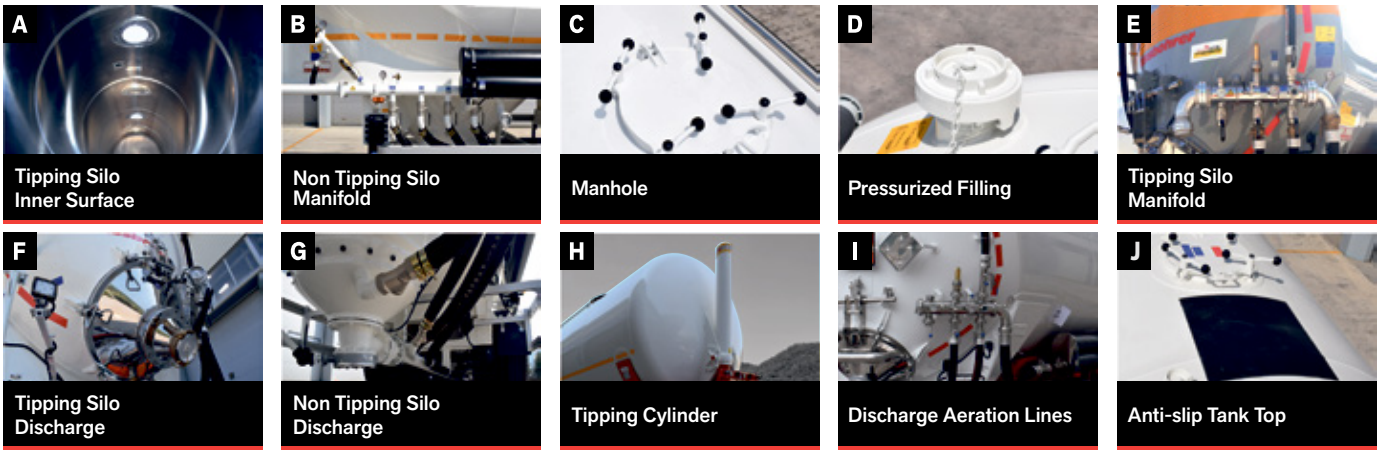 A
Tipping Silo
Inner Surface
B
Non Tipping Silo
Manifold
C
Manhole
D
Pressurized Filling
E
Tipping Silo
Manifold
F
Tipping Silo
Discharge
G
Non Tipping Silo
Discharge
H
Tipping Cylinder
I
Discharge Aeration Lines
J
Anti-slip Tank Top